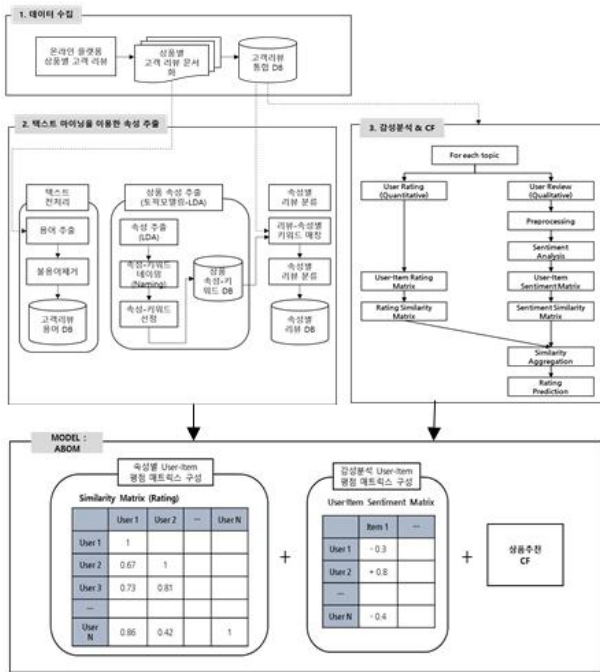 1. 데이터 수집
온라인 플랫폼
상품별 고객 리뷰
상품별
고객 리뷰 문서
화
고객리뷰
통합 DB
2. 텍스트 마이닝을 이용한 속성 추출
텍스트
전처리
용어 추출
불용어제거
고객리뷰
용어 DB
상품 속성 추출
(토픽모델링-LDA)
속성 추출
(LDA)
속성-키워드
네이밍
(Naming)
속성-키워드
선정
상품
속성-키
워드 DB
속성별
리뷰 분류
리뷰-속성별
키워드 매칭
속성별
리뷰 분류
속성별
리뷰 DB
3. 감성분석 & CF
For each topic
User Rating
(Quantitative)
User Review
(Qualitative)
Preprocessing
Sentiment
Analysis
User-Item Rating
Matrix
User-Item
Sentiment Matrix
Rating Similarity
Matrix
Sentiment Similarity
Matrix
Similarity
Aggregation
Rating
Prediction
MODEL :
ABOM
속성별 User-Item
평점 매트릭스 구성
Similarity Matrix (Rating)
User 1 User 2 ... User N
User 1 1
User 2 0.67 1
User 3 0.73 0.81
...
User
N 0.86 0.42 1
+
감성분석 User-Item
평점 매트릭스 구성
User-Item Sentiment Matrix
Item 1 ...
User 1 - 0.3
User 2 + 0.8
...
User N - 0.4
+
상품추천
CF